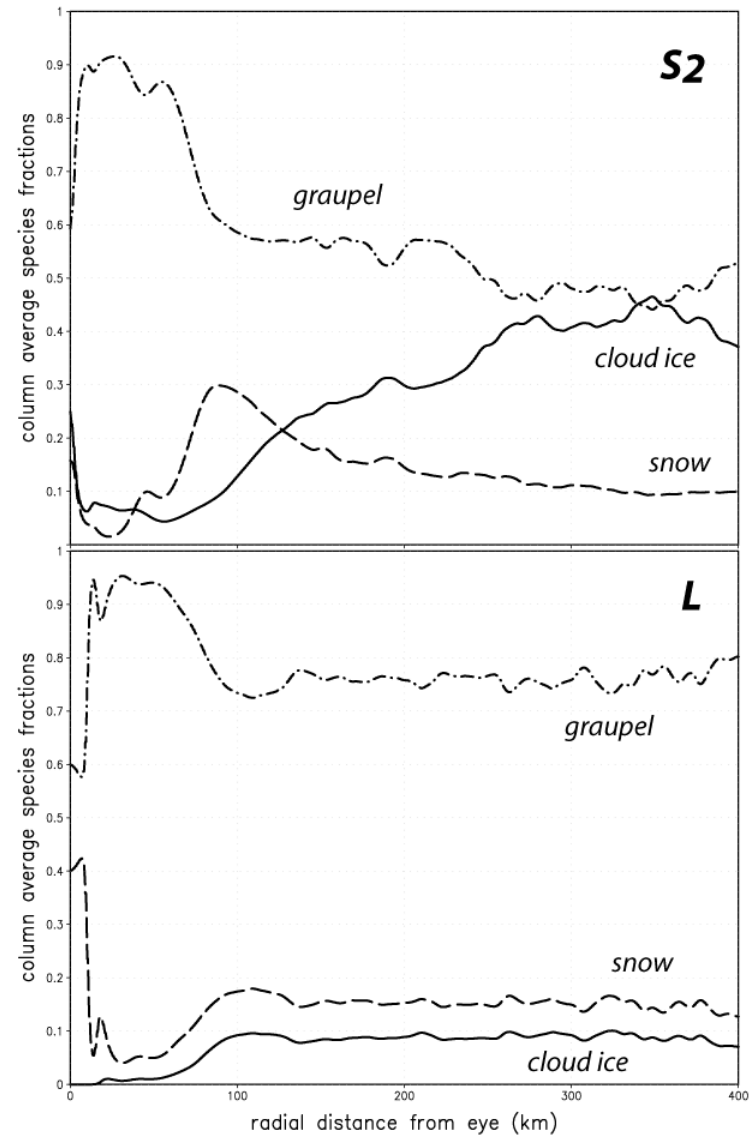 1
S2
0.9
0.8
0.7
graupel
0.6
0.5
0.4
cloud ice
0.3
0.2
snow
0.1
column average species fractions
1
L
0.9
0.8
0.7
graupel
0.6
0.5
0.4
0.3
snow
0.2
0.1
cloud ice
0
column average species fractions
0 100 200 300 400
radial distance from eye (km)